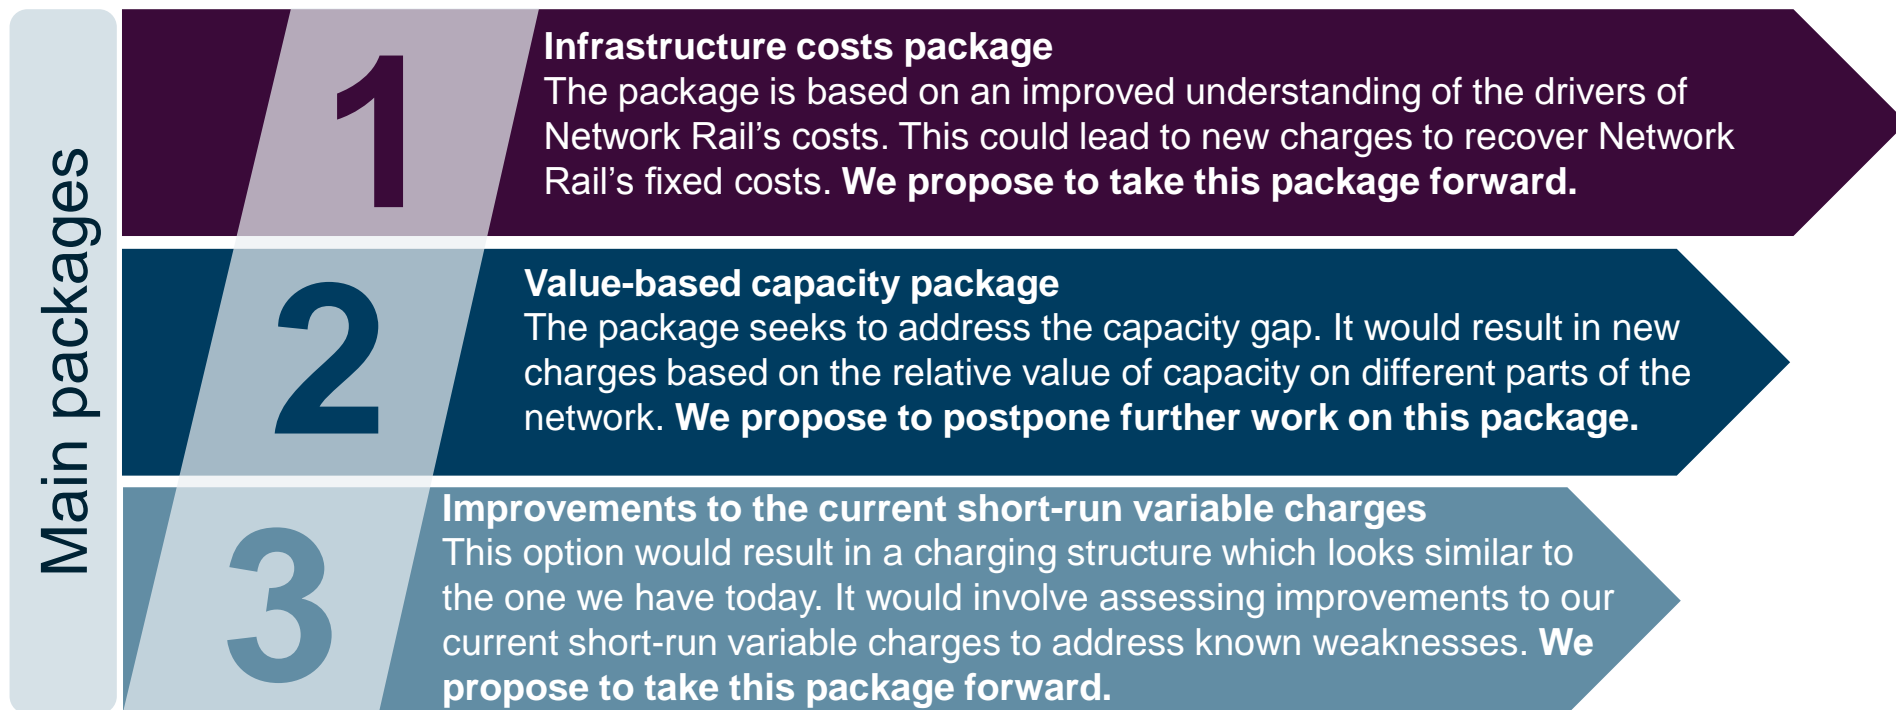 Main packages
1
Infrastructure costs package
The package is based on an improved understanding of the drivers of
Network Rail's costs. This could lead to new charges to recover Network
Rail's fixed costs. We propose to take this package forward.
2
Value-based capacity package
The package seeks to address the capacity gap. It would result in new
charges based on the relative value of capacity on different parts of the
network. We propose to postpone further work on this package.
3
Improvements to the current short-run variable charges
This option would result in a charging structure which looks similar to
the one we have today. It would involve assessing improvements to our
current short-run variable charges to address known weaknesses. We
propose to take this package forward.